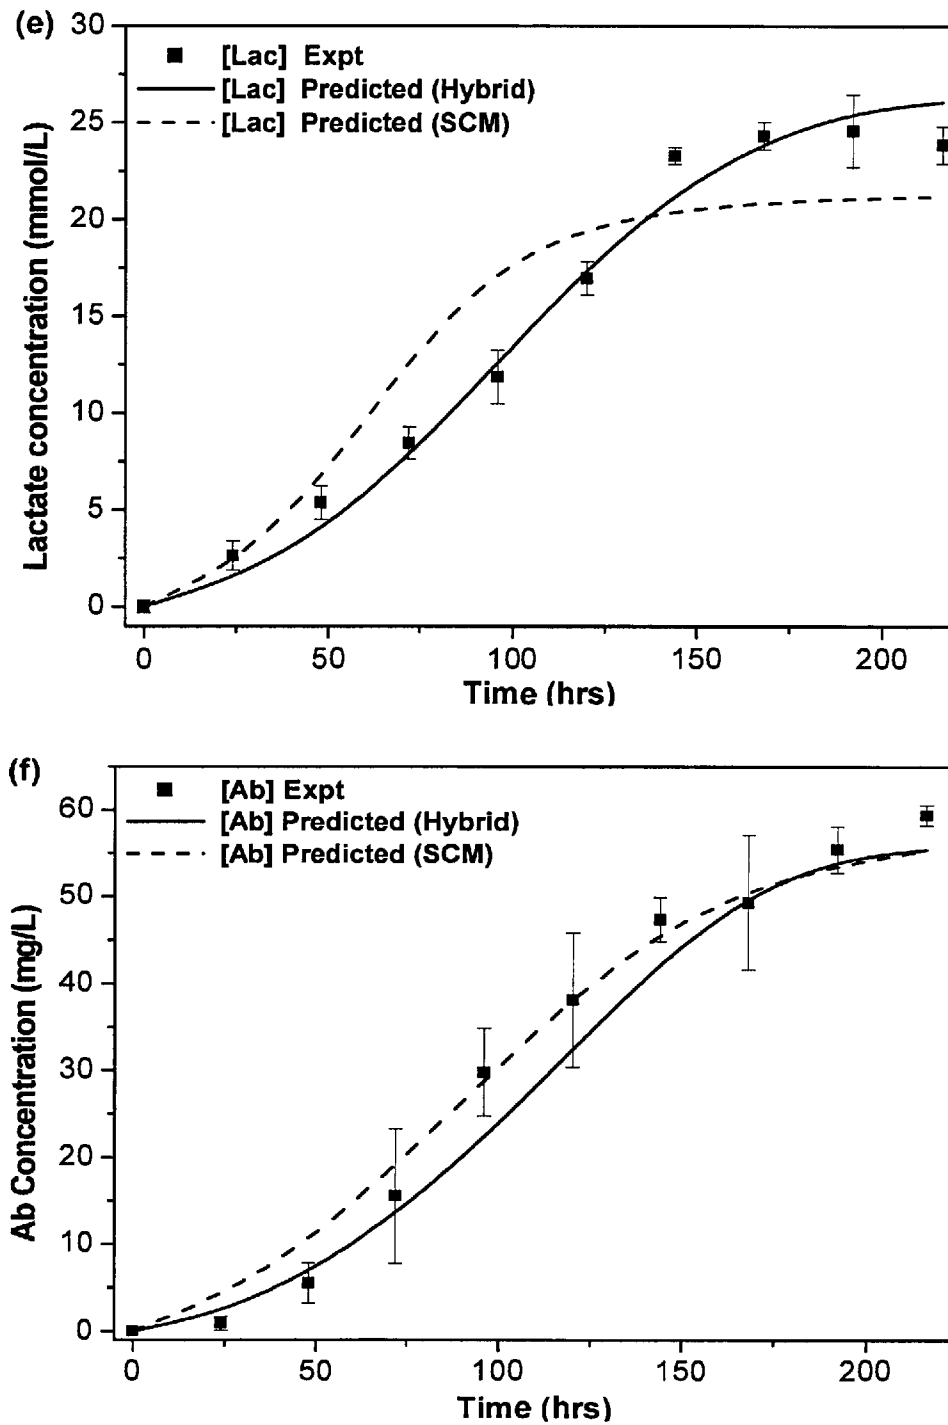 (e)
30
25
20
15
10
5
0
Lactate concentration (mmol/L)
[Lac] Expt
[Lac] Predicted (Hybrid)
[Lac] Predicted (SCM)
0 50 100 150 200
Time (hrs)
(f)
60
50
40
30
20
10
0
Ab Concentration (mg/L)
[Ab] Expt
[Ab] Predicted (Hybrid)
[Ab] Predicted (SCM)
0 50 100 150 200
Time (hrs)